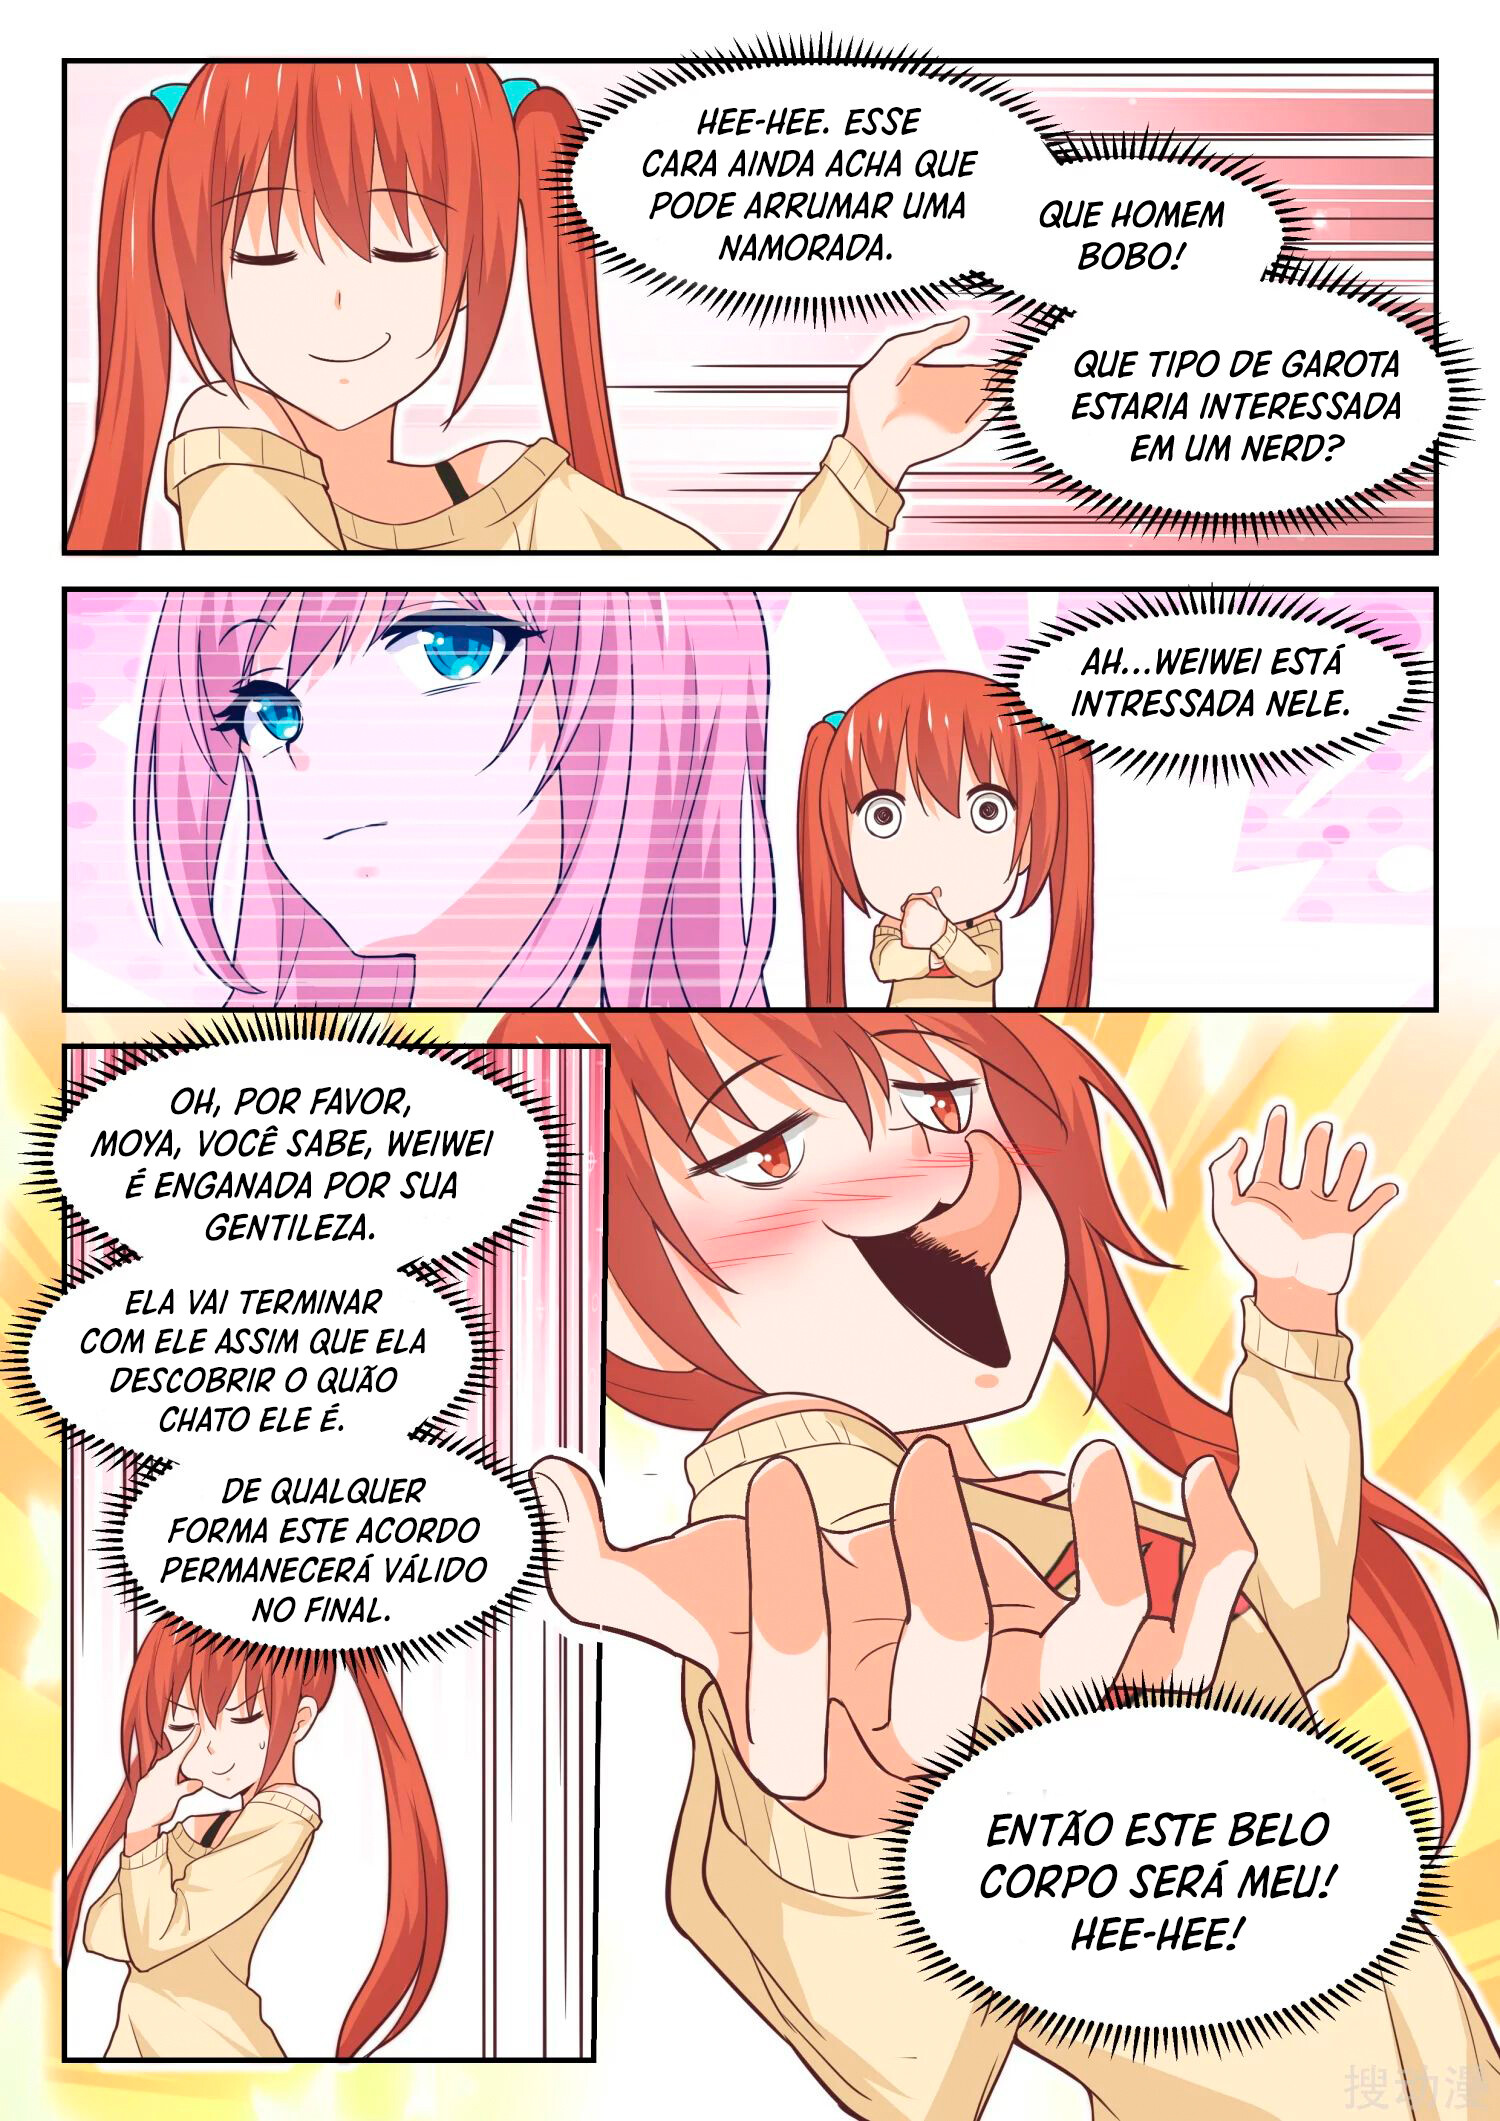 HEE-HEE. ESSE
CARA AINDA ACHA QUE
PODE ARRUMAR UMA
NAMORADA.
QUE HOMEM
BOBO!
QUE TIPO DE GAROTA
ESTARIA INTERESSADA
EM UM NERD?
AH...WEIWEI ESTÁ
INTRESSADA NELE.
OH, POR FAVOR,
MOYA, VOCÊ SABE, WEIWEI
É ENGANADA POR SUA
GENTILEZA.
ELA VAI TERMINAR
COM ELE ASSIM QUE ELA
DESCOBRIR O QUÃO
CHATO ELE É.
DE QUALQUER
FORMA ESTE ACORDO
PERMANECERÁ VÁLIDO
NO FINAL.
ENTÃO ESTE BELO
CORPO SERÁ MEU!
HEE-HEE!
搜动漫